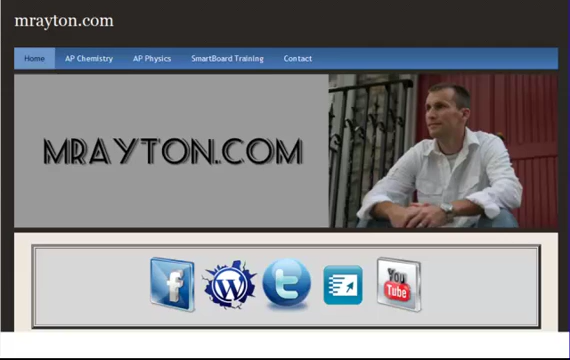 mrayton.com
Home AP Chemistry AP Physics SmartBoard Training Contact
MRAYTON.COM
f W t You Tube